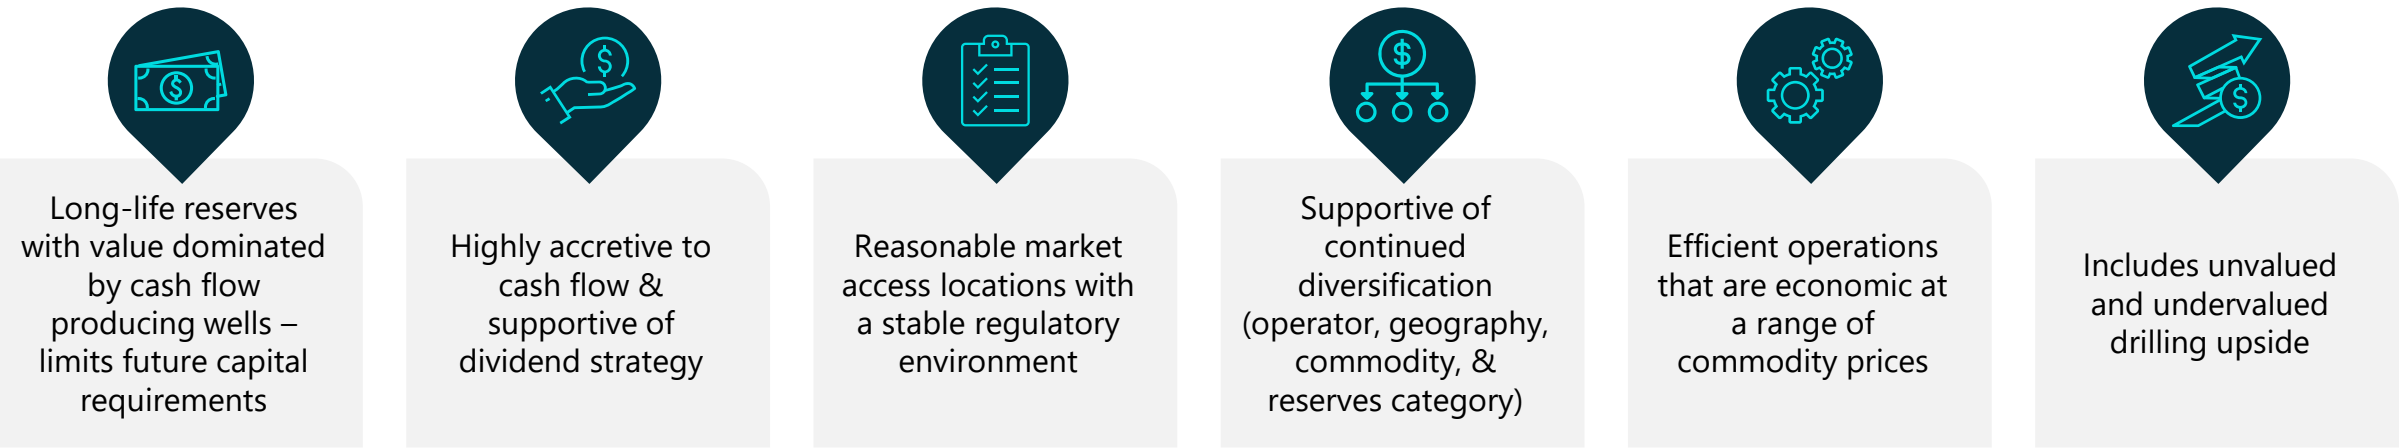 Long-life reserves
with value dominated
by cash flow
producing wells –
limits future capital
requirements
Highly accretive to
cash flow &
supportive of
dividend strategy
Reasonable market
access locations with
a stable regulatory
environment
Supportive of
continued
diversification
(operator, geography,
commodity, &
reserves category)
Efficient operations
that are economic at
a range of
commodity prices
Includes unvalued
and undervalued
drilling upside